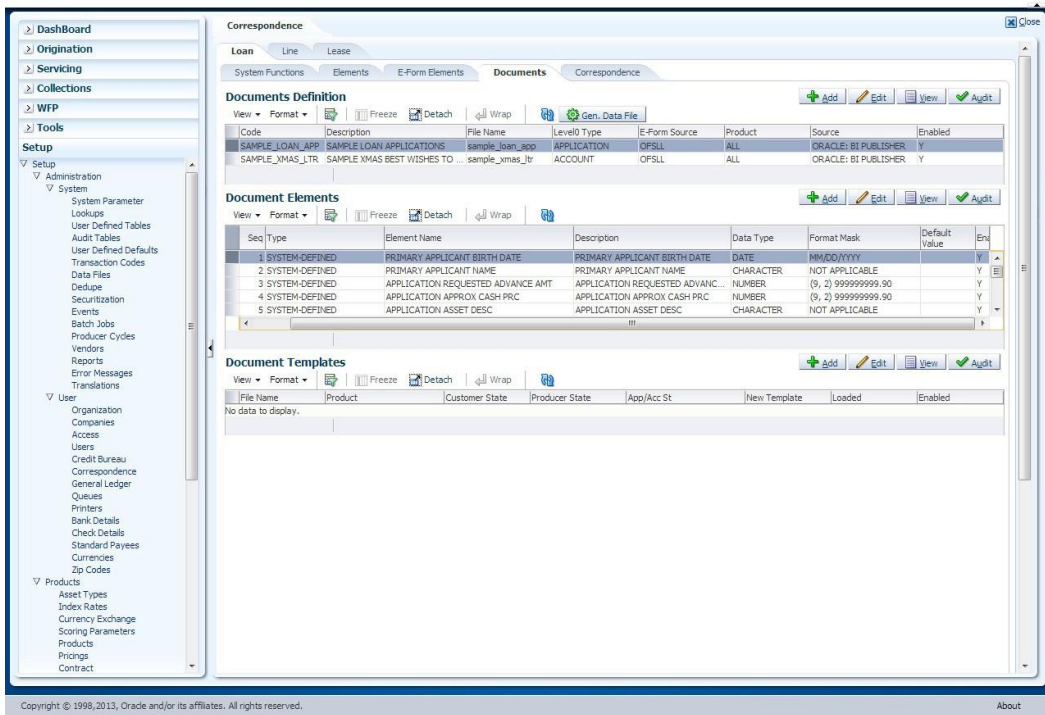 Close
DashBoard
Origination
Servicing
Collections
WFP
Tools
Setup
Setup
Administration
System
System Parameter
Lookups
User Defined Tables
Audit Tables
User Defined Defaults
Transaction Codes
Data Files
Dedupe
Securitization
Events
Batch Jobs
Producer Cycles
Vendors
Reports
Error Messages
Translations
User
Organization
Companies
Access
Users
Credit Bureau
Correspondence
General Ledger
Queues
Printers
Bank Details
Check Details
Standard Payees
Currencies
Zip Codes
Products
Asset Types
Index Rates
Currency Exchange
Scoring Parameters
Products
Pricings
Contract
Correspondence
Loan Line Lease
System Functions Elements E-Form Elements Documents Correspondence
Documents Definition Add Edit View Audit
View Format Freeze Detach Wrap Gen. Data File
Code Description File Name Level0 Type E-Form Source Product Source Enabled
SAMPLE_LOAN_APP SAMPLE LOAN APPLICATIONS sample_loan_app APPLICATION OFSLL ALL ORACLE: BI PUBLISHER Y
SAMPLE_XMAS_LTR SAMPLE XMAS BEST WISHES TO ... sample_xmas_ltr ACCOUNT OFSLL ALL ORACLE: BI PUBLISHER Y
Document Elements Add Edit View Audit
View Format Freeze Detach Wrap
Seq Type Element Name Description Data Type Format Mask Default Value Ena
1 SYSTEM-DEFINED PRIMARY APPLICANT BIRTH DATE PRIMARY APPLICANT BIRTH DATE DATE MM/DD/YYYY Y
2 SYSTEM-DEFINED PRIMARY APPLICANT NAME PRIMARY APPLICANT NAME CHARACTER NOT APPLICABLE Y
3 SYSTEM-DEFINED APPLICATION REQUESTED ADVANCE AMT APPLICATION REQUESTED ADVANC... NUMBER (9, 2) 999999999.90 Y
4 SYSTEM-DEFINED APPLICATION APPROX CASH PRC APPLICATION APPROX CASH PRC NUMBER (9, 2) 999999999.90 Y
5 SYSTEM-DEFINED APPLICATION ASSET DESC APPLICATION ASSET DESC CHARACTER NOT APPLICABLE Y
Document Templates Add Edit View Audit
View Format Freeze Detach Wrap
File Name Product Customer State Producer State App/Acc St New Template Loaded Enabled
No data to display.
Copyright © 1998,2013, Oracle and/or its affiliates. All rights reserved. About